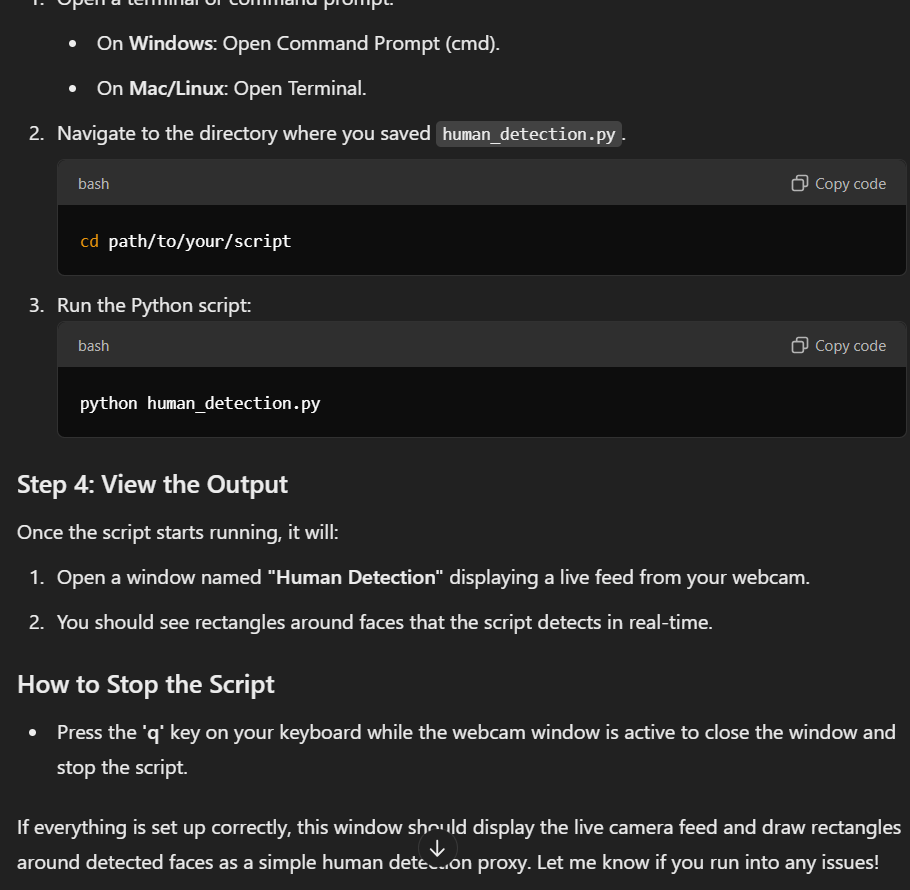 1. Open a terminal or command prompt.
• On Windows: Open Command Prompt (cmd).
• On Mac/Linux: Open Terminal.
2. Navigate to the directory where you saved human_detection.py.
bash Copy code
cd path/to/your/script
3. Run the Python script:
bash Copy code
python human_detection.py
Step 4: View the Output
Once the script starts running, it will:
1. Open a window named "Human Detection" displaying a live feed from your webcam.
2. You should see rectangles around faces that the script detects in real-time.
How to Stop the Script
• Press the 'q' key on your keyboard while the webcam window is active to close the window and
stop the script.
If everything is set up correctly, this window should display the live camera feed and draw rectangles
around detected faces as a simple human detection proxy. Let me know if you run into any issues!